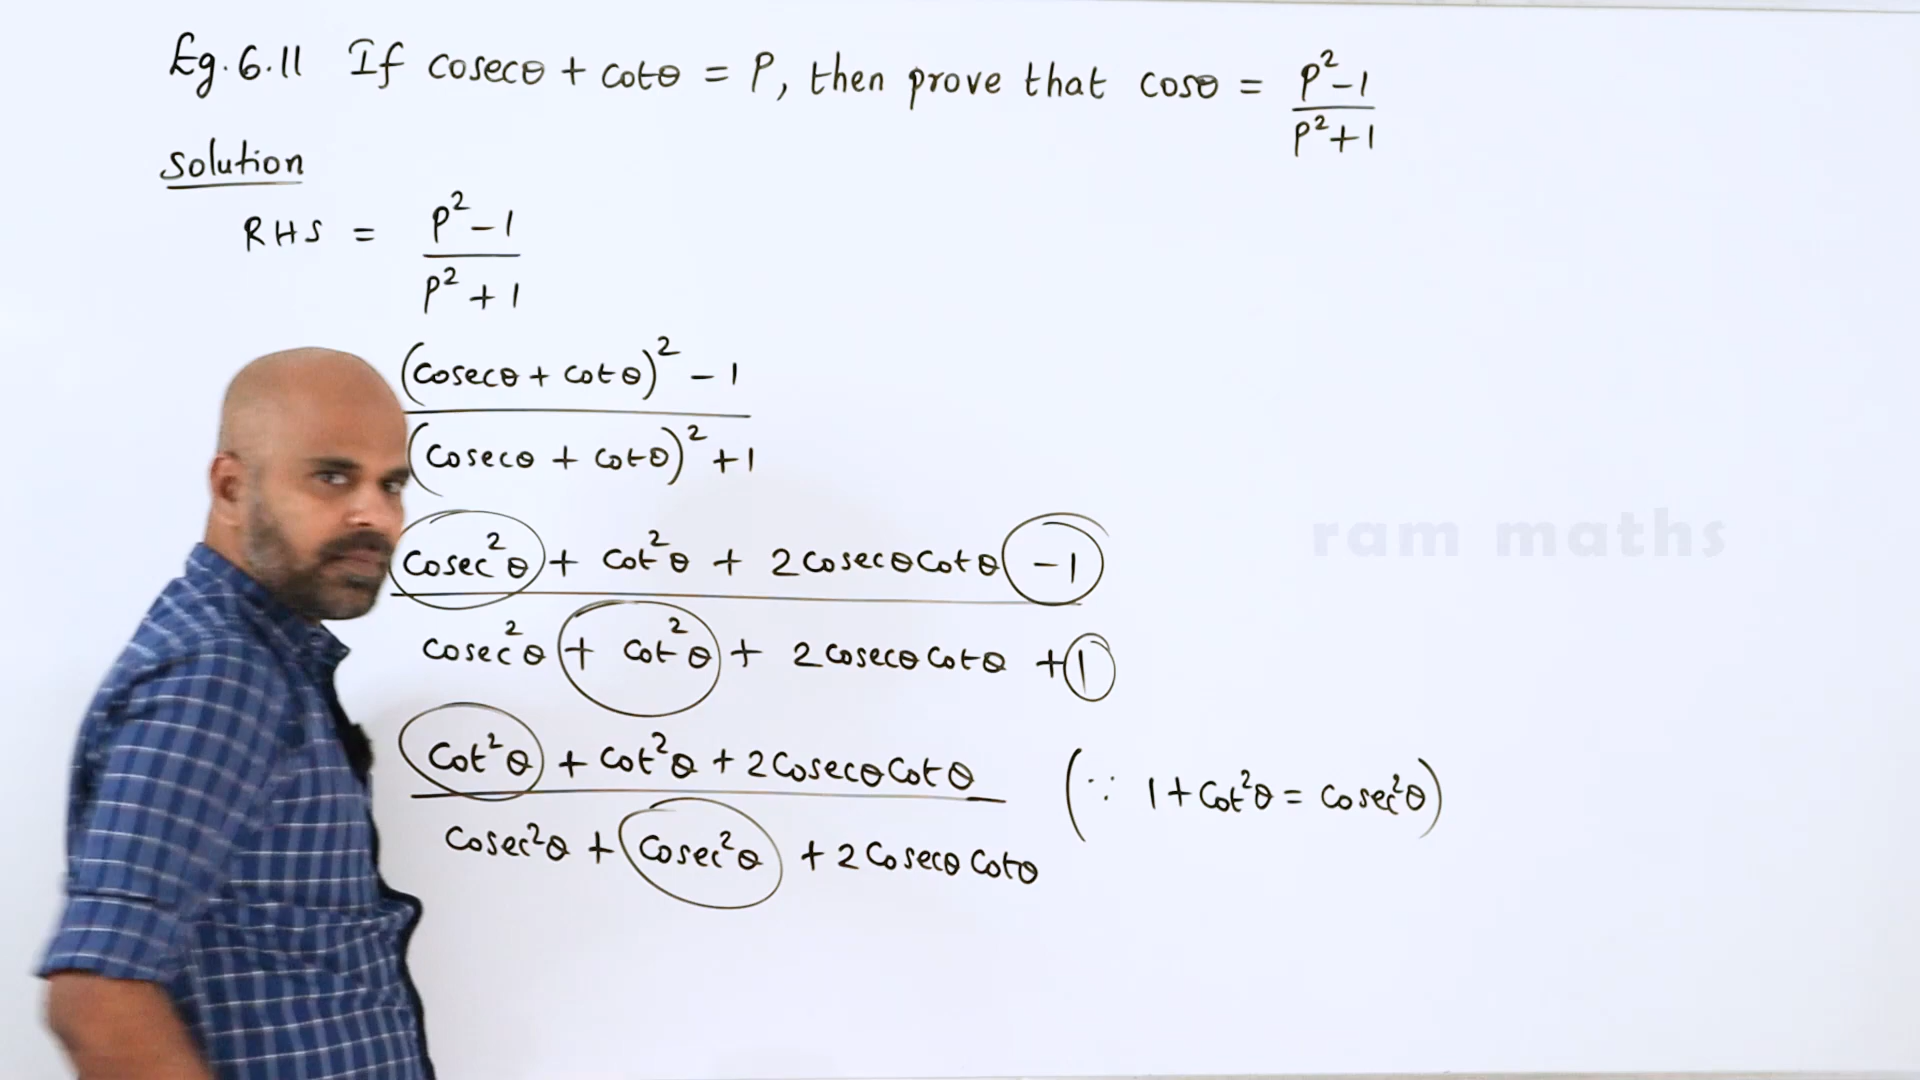 Eg. 6.11 If cosecθ + cotθ = P, then prove that cosθ = P²-1 / P²+1
Solution
RHS = P²-1 / P²+1
(cosecθ + cotθ)² - 1 / (cosecθ + cotθ)² + 1
cosec²θ + cot²θ + 2cosecθcotθ - 1
cosec²θ + cot²θ + 2cosecθcotθ + 1
cot²θ + cot²θ + 2cosecθcotθ
cosec²θ + cosec²θ + 2cosecθcotθ
(∵ 1 + cot²θ = cosec²θ)
ram maths